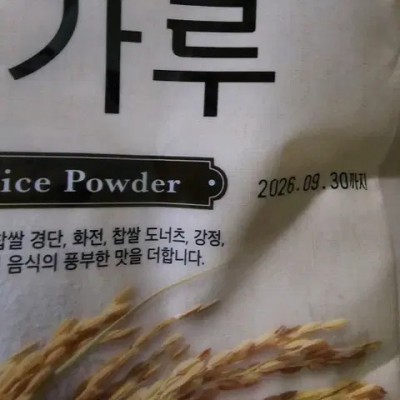 가루
ice Powder
2026.09.30까지
찹쌀 경단, 화전, 찹쌀 도너츠, 강정,
음식의 풍부한 맛을 더합니다.